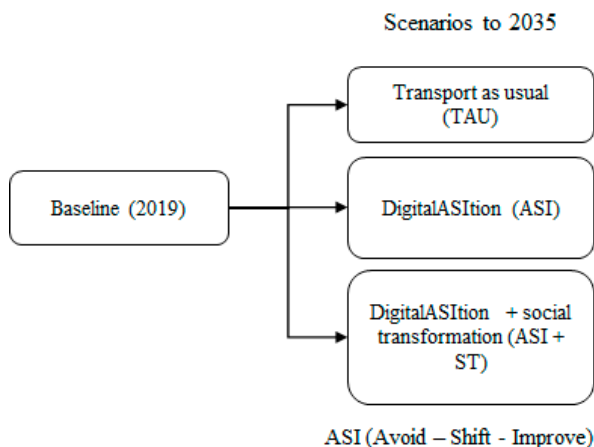 Scenarios to 2035
Transport as usual
(TAU)
Baseline (2019)
DigitalASItion (ASI)
DigitalASItion + social
transformation (ASI +
ST)
ASI (Avoid – Shift - Improve)